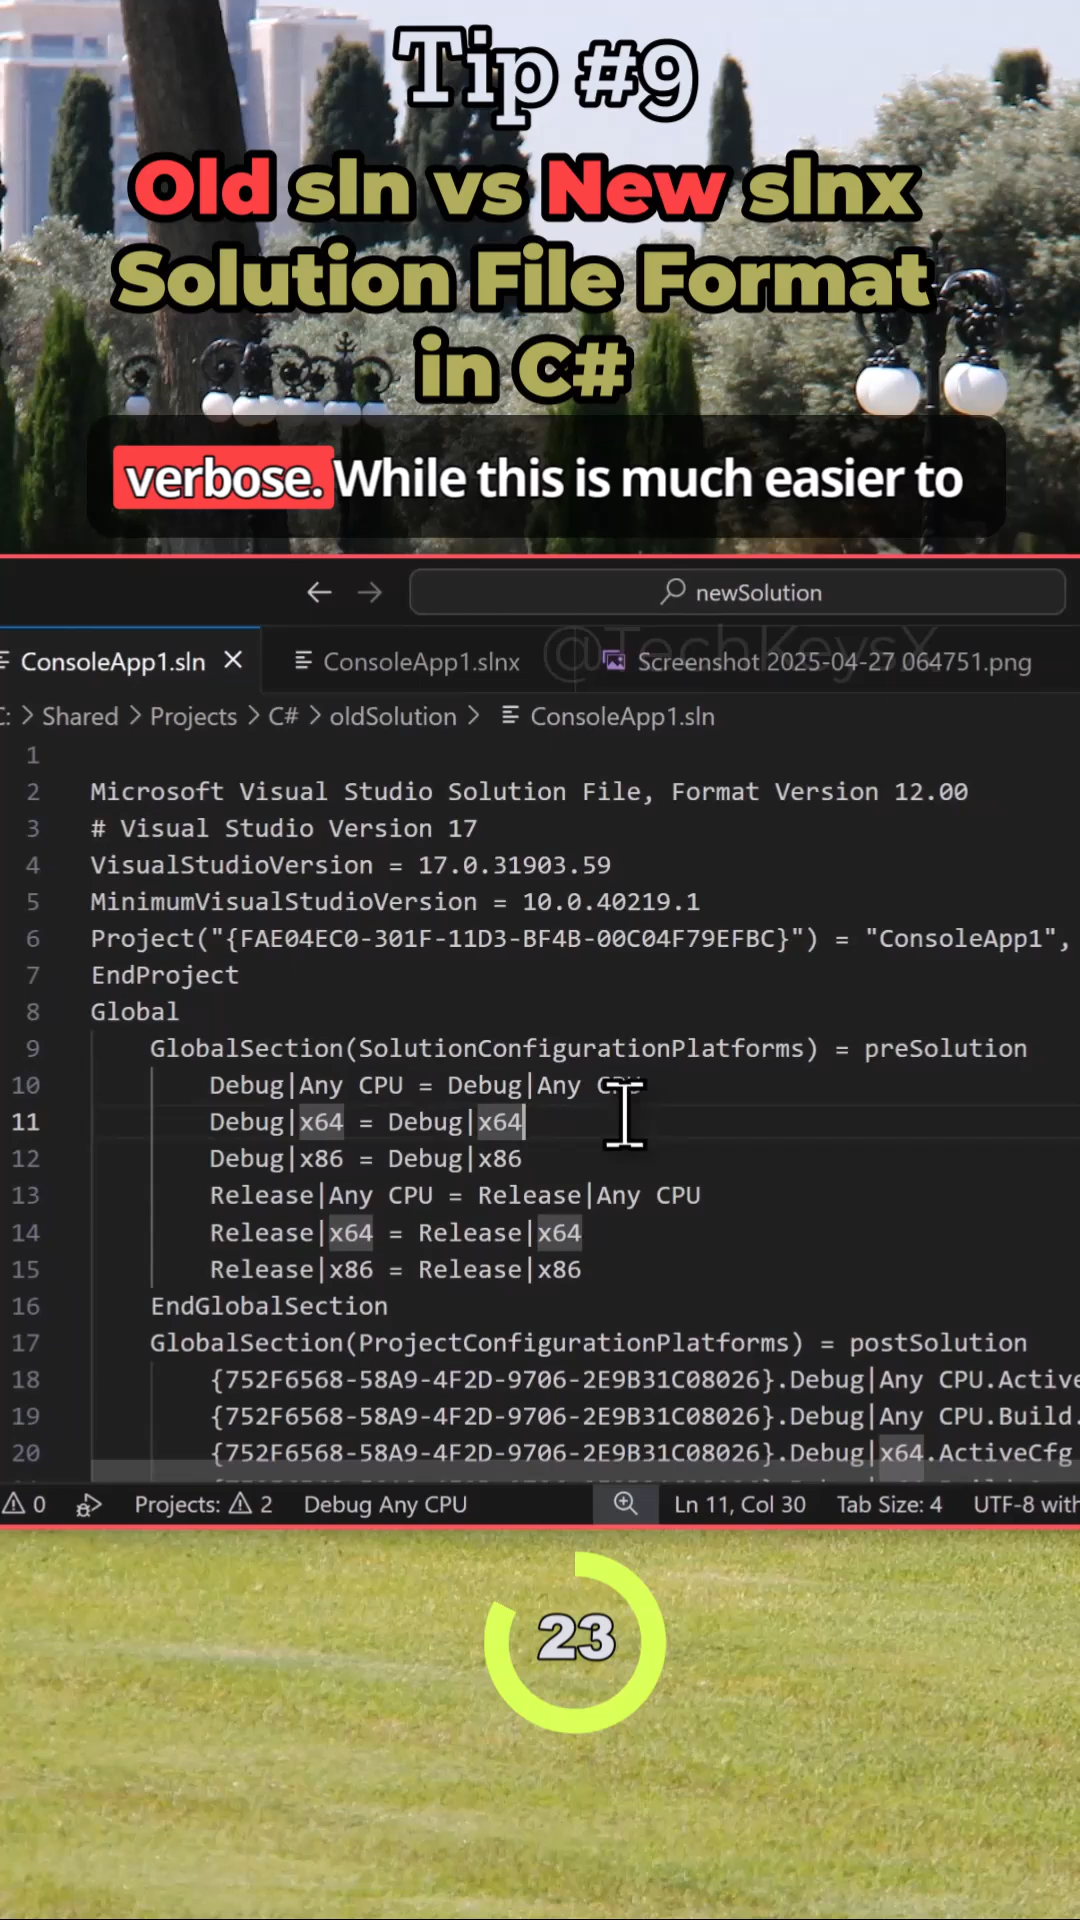 Tip #9
Old sln vs New slnx
Solution File Format
in C#
verbose. While this is much easier to
newSolution
@TechKeysX
ConsoleApp1.sln
ConsoleApp1.slnx
Screenshot 2025-04-27 064751.png
C: > Shared > Projects > C# > oldSolution > ConsoleApp1.sln
1
2 Microsoft Visual Studio Solution File, Format Version 12.00
3 # Visual Studio Version 17
4 VisualStudioVersion = 17.0.31903.59
5 MinimumVisualStudioVersion = 10.0.40219.1
6 Project("{FAE04EC0-301F-11D3-BF4B-00C04F79EFBC}") = "ConsoleApp1",
7 EndProject
8 Global
9 GlobalSection(SolutionConfigurationPlatforms) = preSolution
10 Debug|Any CPU = Debug|Any CPU
11 Debug|x64 = Debug|x64
12 Debug|x86 = Debug|x86
13 Release|Any CPU = Release|Any CPU
14 Release|x64 = Release|x64
15 Release|x86 = Release|x86
16 EndGlobalSection
17 GlobalSection(ProjectConfigurationPlatforms) = postSolution
18 {752F6568-58A9-4F2D-9706-2E9B31C08026}.Debug|Any CPU.Active
19 {752F6568-58A9-4F2D-9706-2E9B31C08026}.Debug|Any CPU.Build.
20 {752F6568-58A9-4F2D-9706-2E9B31C08026}.Debug|x64.ActiveCfg
0 Projects: 2 Debug Any CPU Ln 11, Col 30 Tab Size: 4 UTF-8 with
23